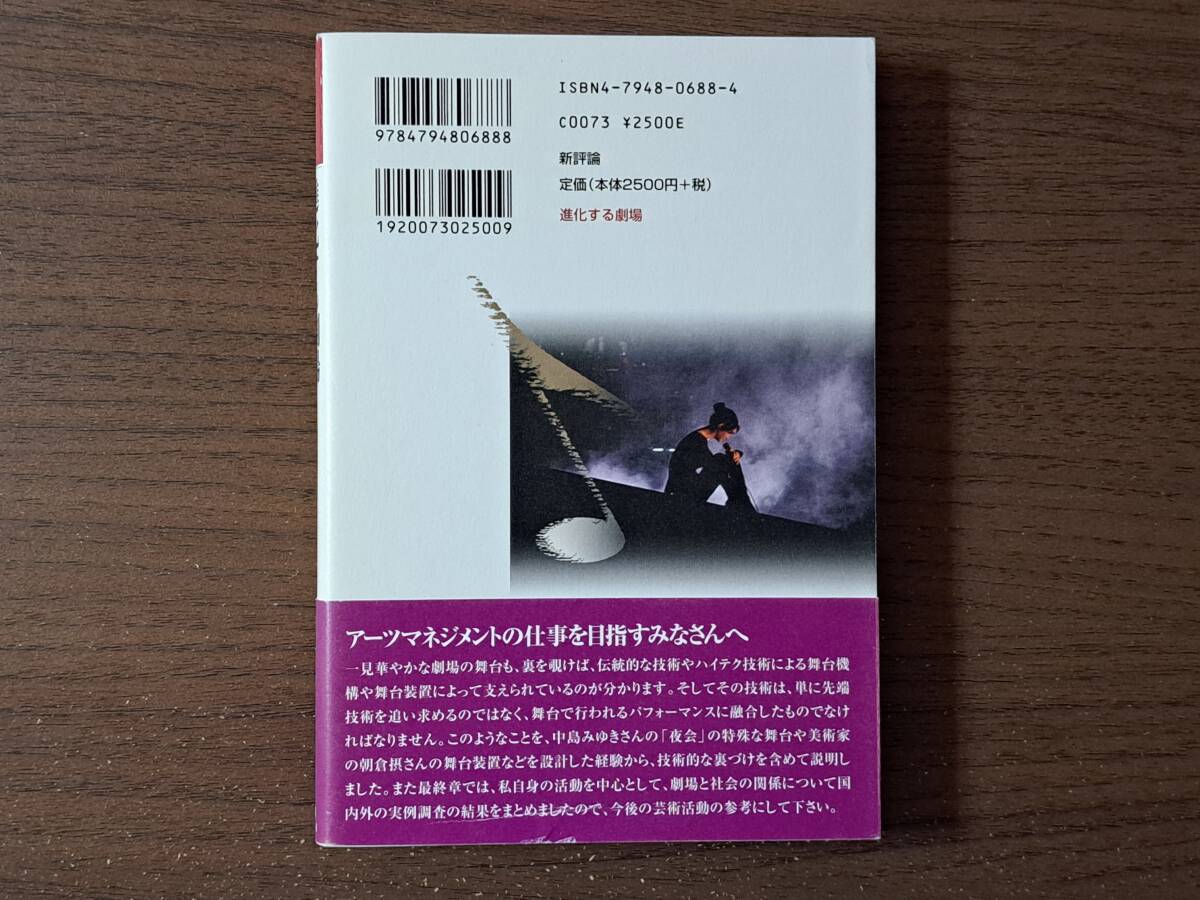 ISBN4-7948-0688-4
9784794806888
C0073 ¥2500E
新評論
定価(本体2500円+税)
1920073025009
進化する劇場
アーツマネジメントの仕事を目指すみなさんへ
一見華やかな劇場の舞台も、裏を覗けば、伝統的な技術やハイテク技術による舞台機
構や舞台装置によって支えられているのが分かります。そしてその技術は、単に先端
技術を追い求めるのではなく、舞台で行われるパフォーマンスに融合したものでなけ
ればなりません。このようなことを、中島みゆきさんの「夜会」の特殊な舞台や美術家
の朝倉摂さんの舞台装置などを設計した経験から、技術的な裏づけを含めて説明し
ました。また最終章では、私自身の活動を中心として、劇場と社会の関係について国
内外の実例調査の結果をまとめましたので、今後の芸術活動の参考にして下さい。